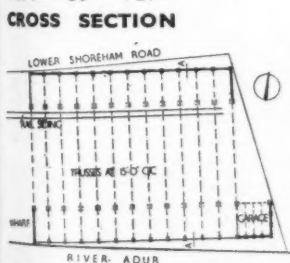 CROSS SECTION
LOWER SHOREHAM ROAD
A
RAIL SIDING
TRUSSES AT 15'-0" C/C
WHARF
GARAGE
A
RIVER ADUR